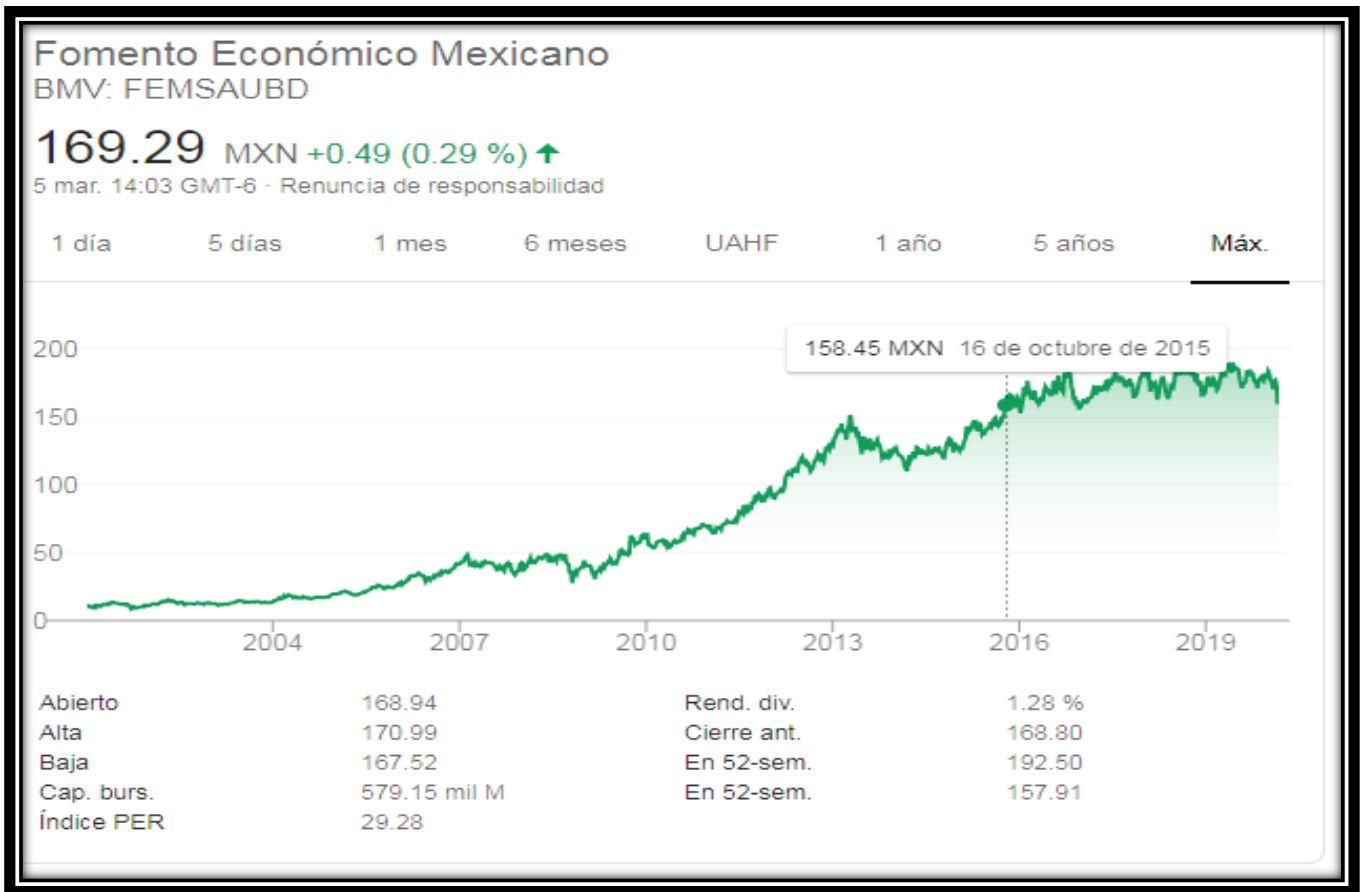 Fomento Económico Mexicano
BMV: FEMSAUBD
169.29 MXN +0.49 (0.29 %) ↑
5 mar. 14:03 GMT-6 · Renuncia de responsabilidad
1 día 5 días 1 mes 6 meses UAHF 1 año 5 años Máx.
158.45 MXN 16 de octubre de 2015
200
150
100
50
0
2004 2007 2010 2013 2016 2019
Abierto 168.94 Rend. div. 1.28 %
Alta 170.99 Cierre ant. 168.80
Baja 167.52 En 52-sem. 192.50
Cap. burs. 579.15 mil M En 52-sem. 157.91
Índice PER 29.28